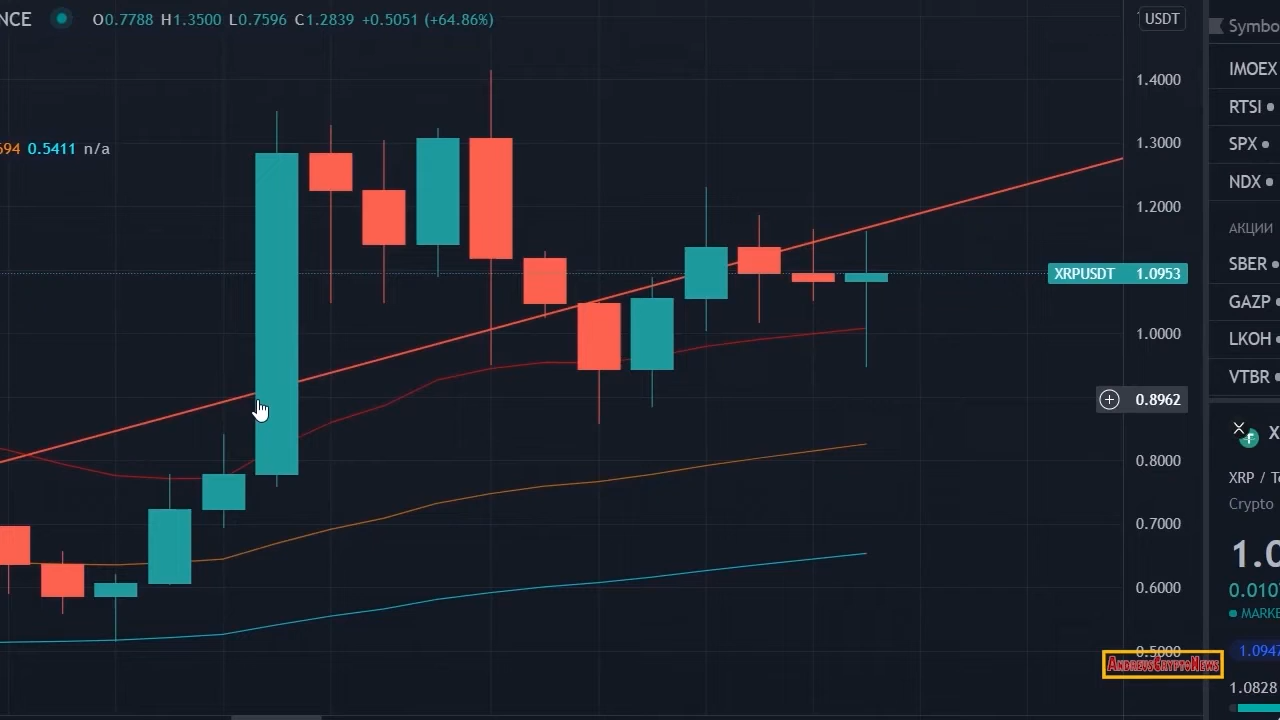 NCE O0.7788 H1.3500 L0.7596 C1.2839 +0.5051 (+64.86%)
694 0.5411 n/a
USDT
1.4000
1.3000
1.2000
XRPUSDT 1.0953
1.0000
0.8962
0.8000
0.7000
0.6000
0.5000
ANDREUSCRYPTONEWS
Symbo
IMOEX
RTSI
SPX
NDX
АКЦИИ
SBER
GAZP
LKOH
VTBR
X
XRP / Te
Crypto
1.0
0.010
MARKE
1.0947
1.0828